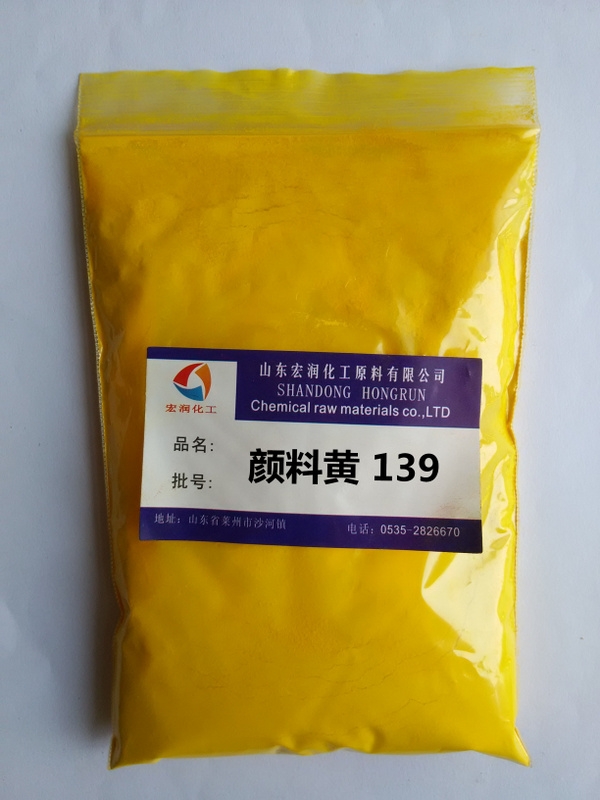 宏润化工
山东宏润化工原料有限公司
SHANDONG HONGRUN
Chemical raw materials co.,LTD
品名:
批号:
颜料黄 139
地址：山东省莱州市沙河镇
电话：0535-2826670